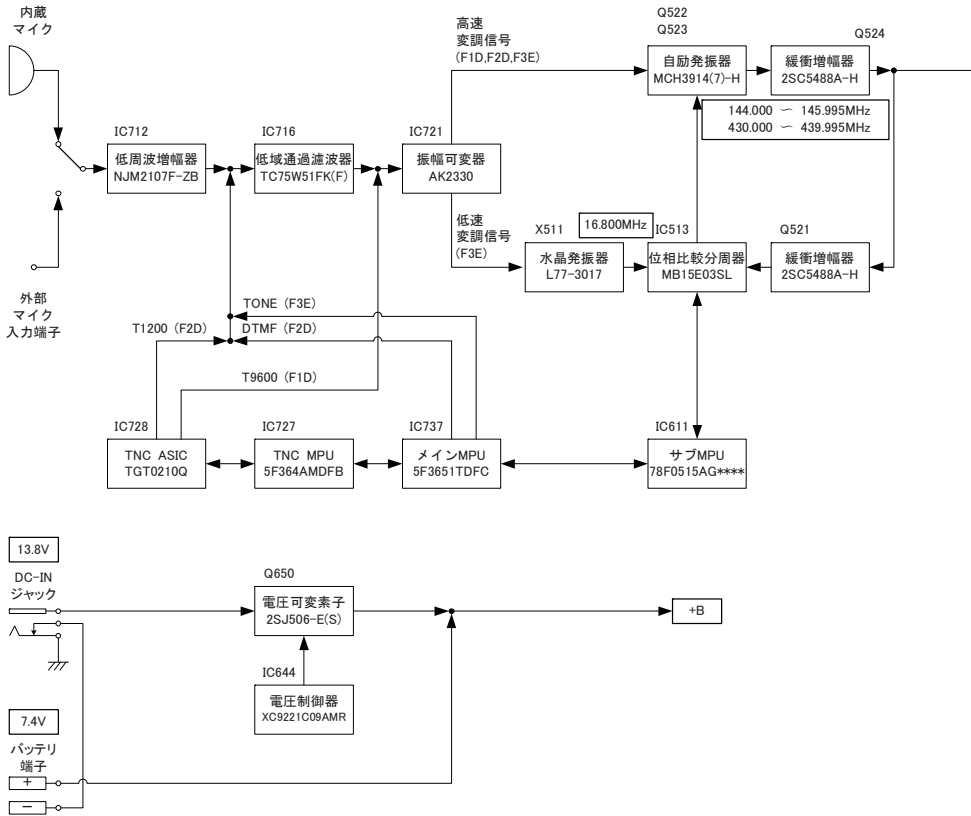 内蔵
マイク
高速
変調信号
(F1D,F2D,F3E)
Q522
Q523
自励発振器
MCH3914(7)-H
Q524
緩衝増幅器
2SC5488A-H
144.000 ～ 145.995MHz
430.000 ～ 439.995MHz
IC712
低周波増幅器
NJM2107F-ZB
IC716
低域通過濾波器
TC75W51FK(F)
IC721
振幅可変器
AK2330
低速
変調信号
(F3E)
X511
16.800MHz
水晶発振器
L77-3017
IC513
位相比較分周器
MB15E03SL
Q521
緩衝増幅器
2SC5488A-H
外部
マイク
入力端子
TONE (F3E)
T1200 (F2D)
DTMF (F2D)
T9600 (F1D)
IC728
TNC ASIC
TGT0210Q
IC727
TNC MPU
5F364AMDFB
IC737
メインMPU
5F3651TDFC
IC611
サブMPU
78F0515AG****
13.8V
DC-IN
ジャック
Q650
電圧可変素子
2SJ506-E(S)
+B
IC644
電圧制御器
XC9221C09AMR
7.4V
バッテリ
端子
+
−